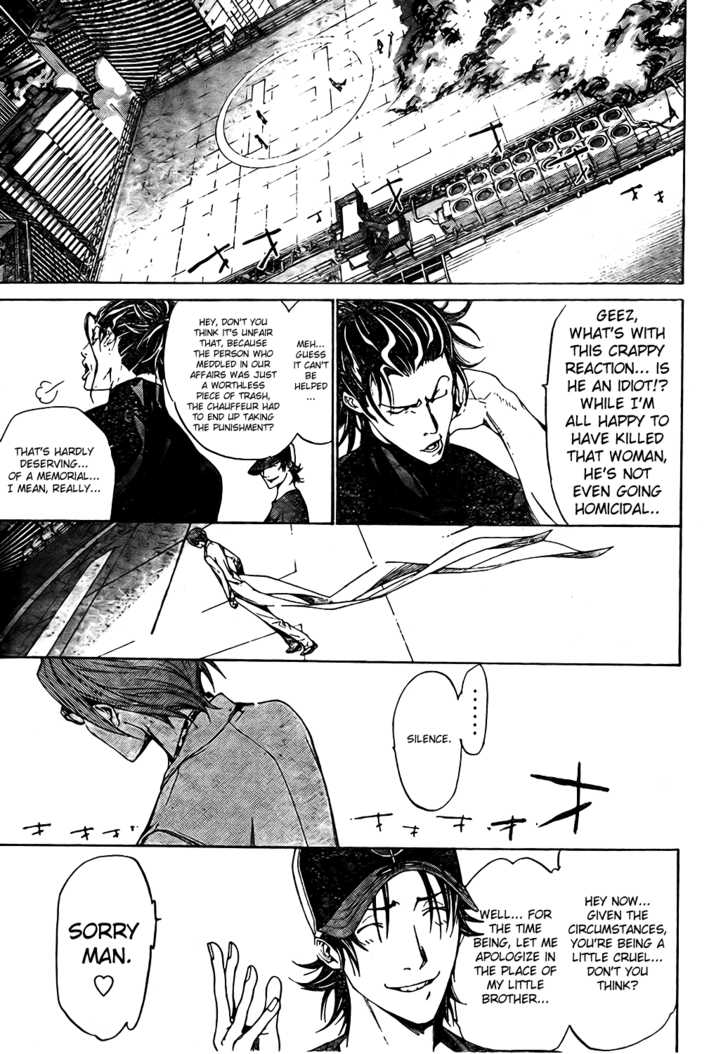 GEEZ,
WHAT'S WITH
THIS CRAPPY
REACTION... IS
HE AN IDIOT!?
WHILE I'M
ALL HAPPY TO
HAVE KILLED
THAT WOMAN,
HE'S NOT
EVEN GOING
HOMICIDAL..
MEH...
GUESS
IT CAN'T
BE
HELPED
...
HEY, DON'T YOU
THINK IT'S UNFAIR
THAT, BECAUSE
THE PERSON WHO
MEDDLED IN OUR
AFFAIRS WAS JUST
A WORTHLESS
PIECE OF TRASH,
THE CHAUFFEUR HAD
TO END UP TAKING
THE PUNISHMENT?
THAT'S HARDLY
DESERVING...
OF A MEMORIAL...
I MEAN, REALLY...
......
SILENCE.
HEY NOW...
GIVEN THE
CIRCUMSTANCES,
YOU'RE BEING A
LITTLE CRUEL...
DON'T YOU
THINK?
WELL... FOR
THE TIME
BEING, LET ME
APOLOGIZE IN
THE PLACE OF
MY LITTLE
BROTHER...
SORRY
MAN.
♡